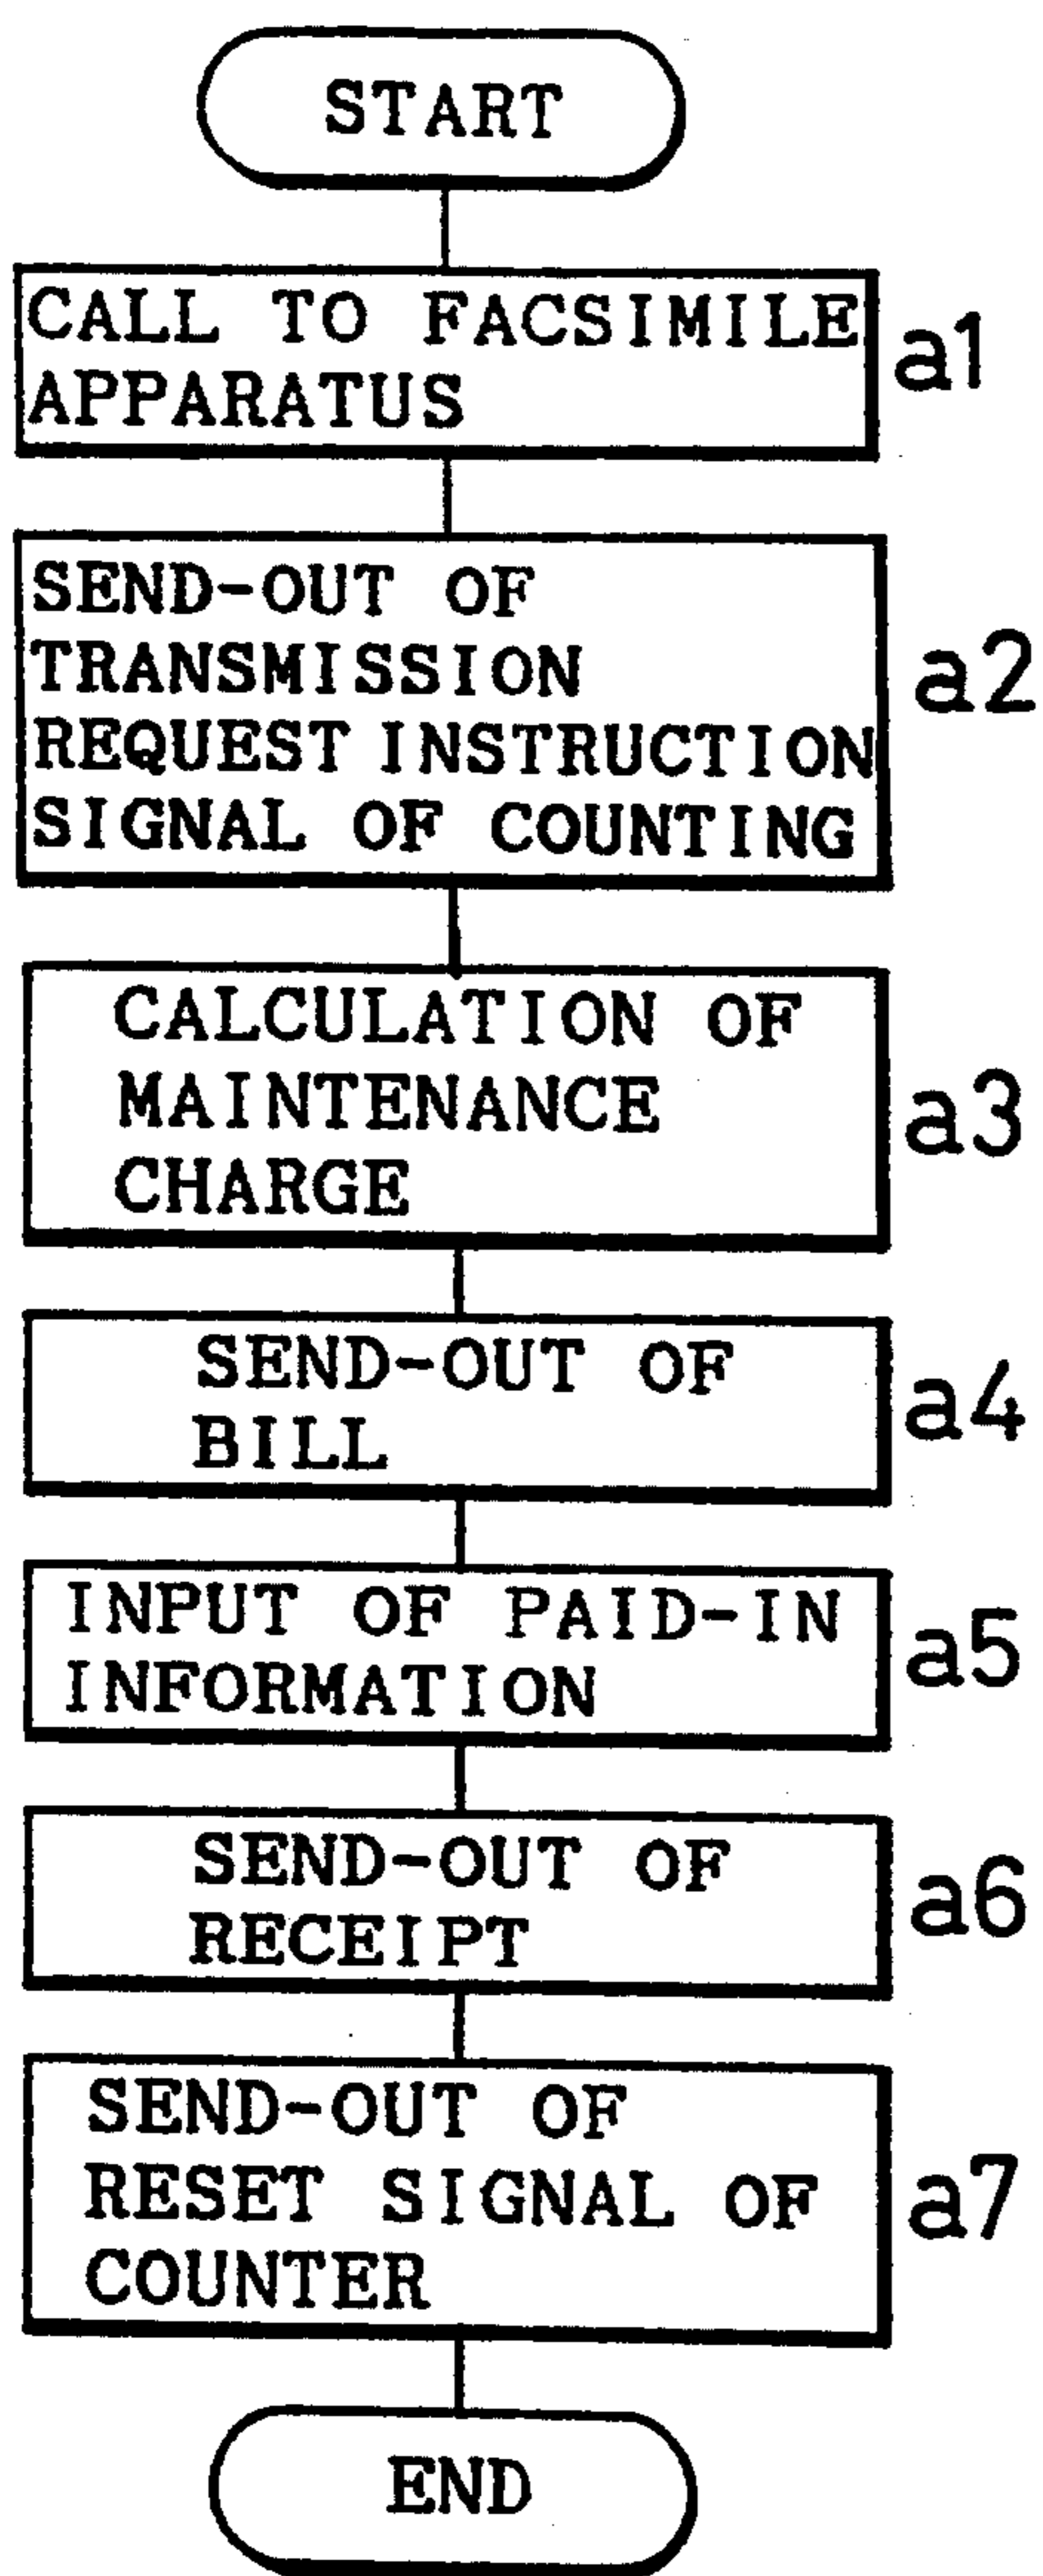 START
CALL TO FACSIMILE
APPARATUS
a1
SEND-OUT OF
TRANSMISSION
REQUEST INSTRUCTION
SIGNAL OF COUNTING
a2
CALCULATION OF
MAINTENANCE
CHARGE
a3
SEND-OUT OF
BILL
a4
INPUT OF PAID-IN
INFORMATION
a5
SEND-OUT OF
RECEIPT
a6
SEND-OUT OF
RESET SIGNAL OF
COUNTER
a7
END